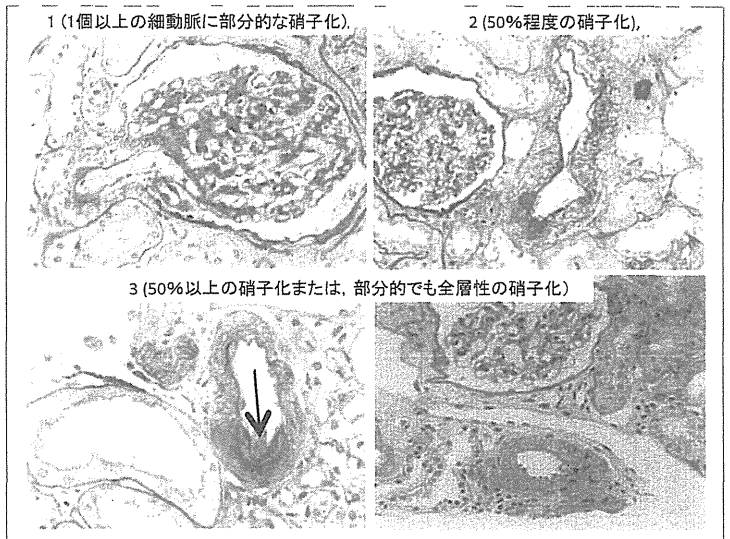 1 (1個以上の細動脈に部分的な硝子化),
2 (50%程度の硝子化),
3 (50%以上の硝子化または, 部分的でも全層性の硝子化)